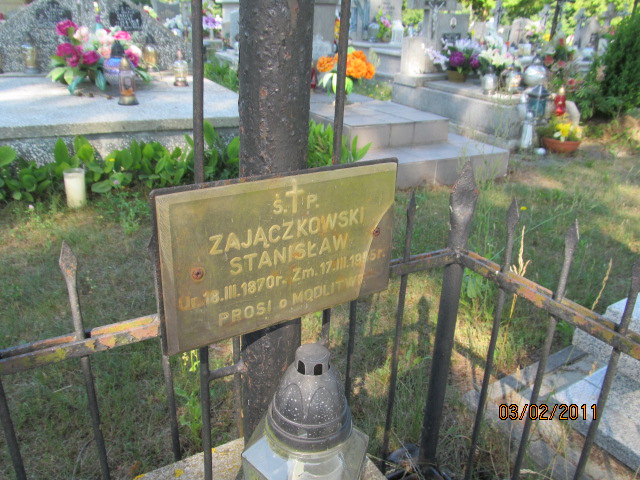 Ś.†P.
ZAJĄCZKOWSKI
STANISŁAW
Ur. 18.III.1870r. Zm. 17.III.
PROSI o MODLITWĘ
03/02/2011